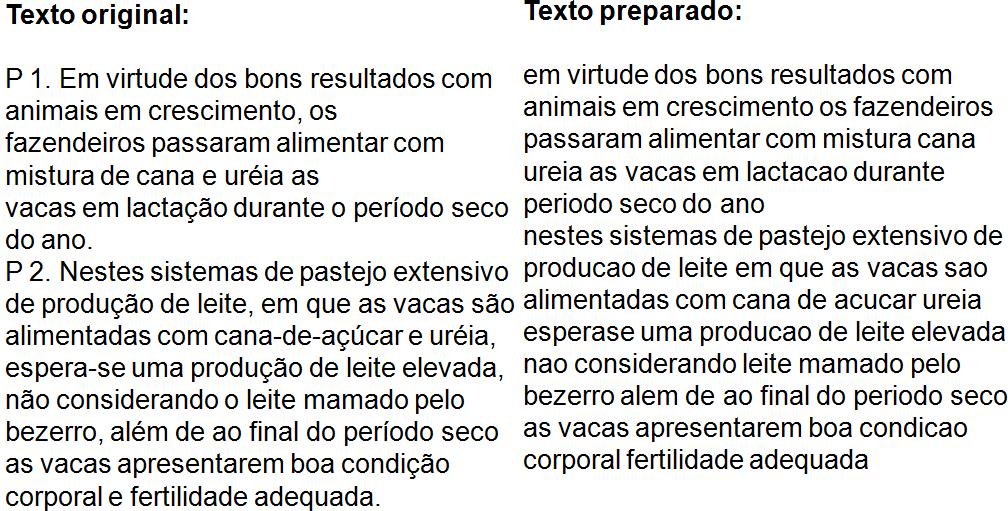 Texto original:
P 1. Em virtude dos bons resultados com
animais em crescimento, os
fazendeiros passaram alimentar com
mistura de cana e uréia as
vacas em lactação durante o período seco
do ano.
P 2. Nestes sistemas de pastejo extensivo
de produção de leite, em que as vacas são
alimentadas com cana-de-açúcar e uréia,
espera-se uma produção de leite elevada,
não considerando o leite mamado pelo
bezerro, além de ao final do período seco
as vacas apresentarem boa condição
corporal e fertilidade adequada.
Texto preparado:
em virtude dos bons resultados com
animais em crescimento os fazendeiros
passaram alimentar com mistura cana
ureia as vacas em lactacao durante
periodo seco do ano
nestes sistemas de pastejo extensivo de
producao de leite em que as vacas sao
alimentadas com cana de acucar ureia
esperase uma producao de leite elevada
nao considerando leite mamado pelo
bezerro alem de ao final do periodo seco
as vacas apresentarem boa condicao
corporal fertilidade adequada